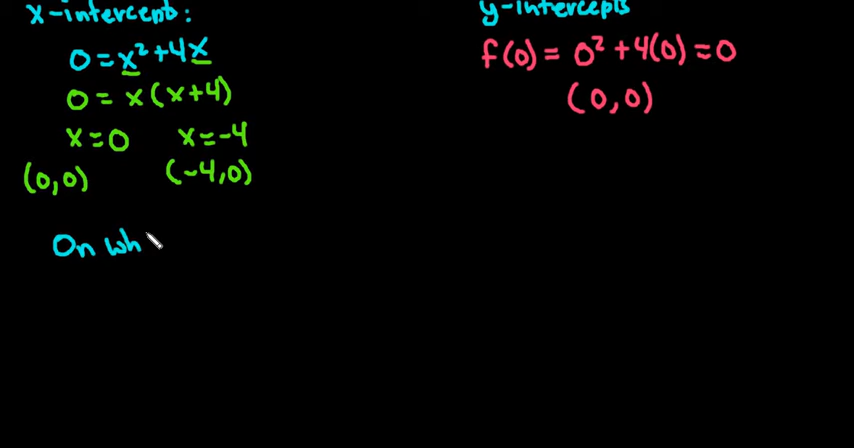 x-intercept:
0 = x² + 4x
0 = x(x+4)
x = 0 x = -4
(0,0) (-4,0)
On wh
y-intercepts
f(0) = 0² + 4(0) = 0
(0,0)